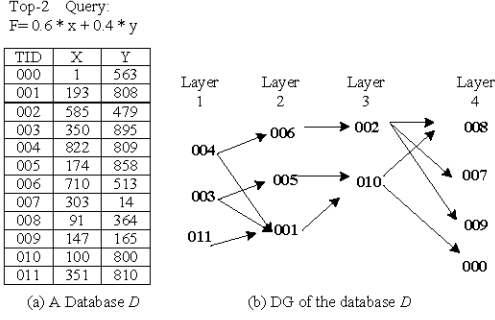 Top-2 Query:
F= 0.6 * x + 0.4 * y
TID X Y
000 1 563
001 193 808
002 585 479
003 350 895
004 822 809
005 174 858
006 710 513
007 303 14
008 91 364
009 147 165
010 100 800
011 351 810
(a) A Database D
Layer 1
Layer 2
Layer 3
Layer 4
004
003
011
006
005
001
002
010
008
007
009
000
(b) DG of the database D